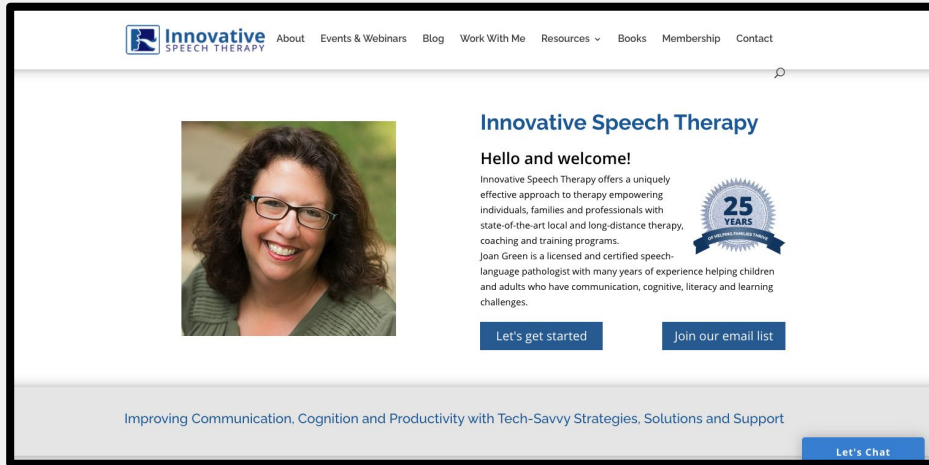 Innovative
SPEECH THERAPY
About Events & Webinars Blog Work With Me Resources Books Membership Contact
Innovative Speech Therapy
Hello and welcome!
Innovative Speech Therapy offers a uniquely
effective approach to therapy empowering
individuals, families and professionals with
state-of-the-art local and long-distance therapy,
coaching and training programs.
Joan Green is a licensed and certified speech-
language pathologist with many years of experience helping children
and adults who have communication, cognitive, literacy and learning
challenges.
25
YEARS
OF HELPING FAMILIES THRIVE
Let's get started
Join our email list
Improving Communication, Cognition and Productivity with Tech-Savvy Strategies, Solutions and Support
Let's Chat